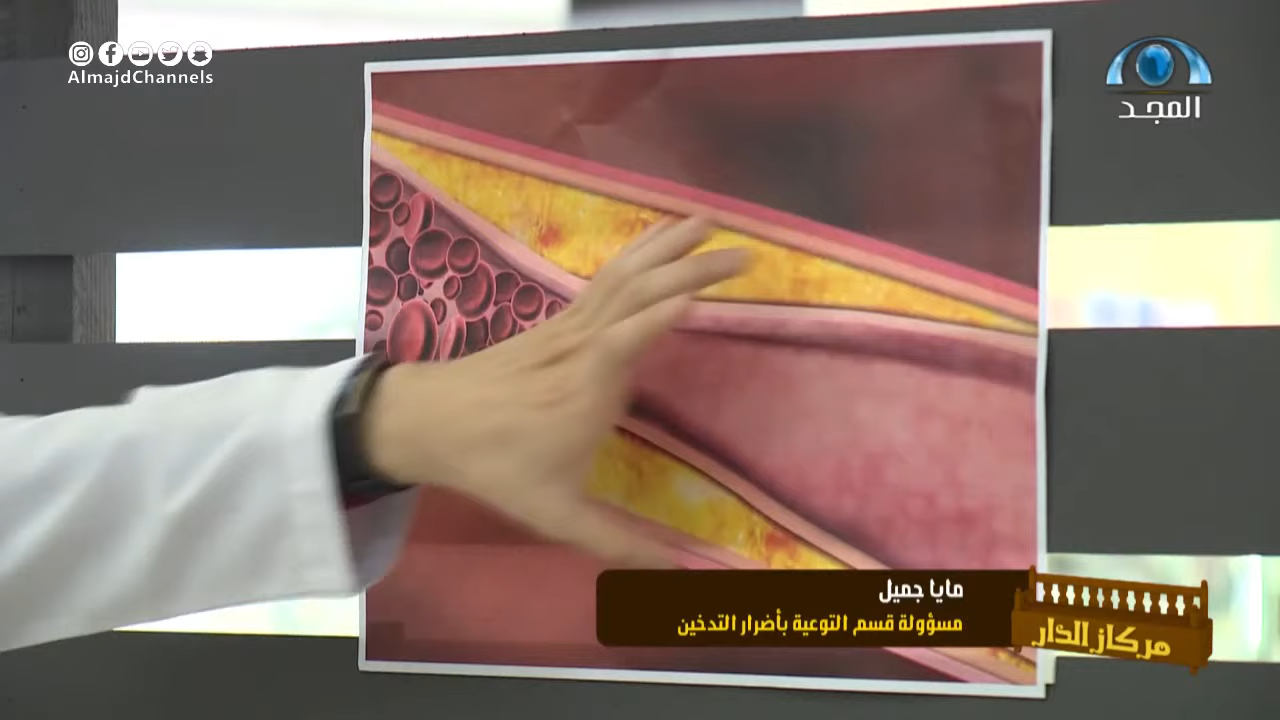 AlmajdChannels
المجد
مايا جميل
مسؤولة قسم التوعية بأضرار التدخين
مركاز الدار